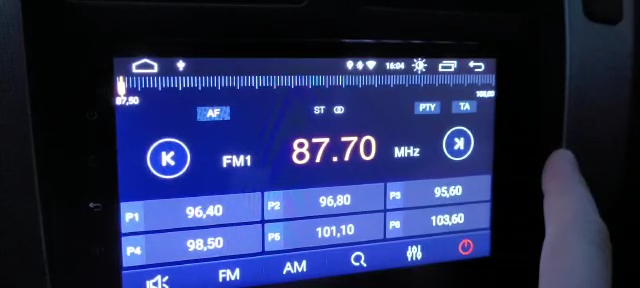 16:04
87,50
108,00
AF ST PTY TA
FM1 87.70 MHz
P1 96,40 P2 96,80 P3 95,60
P4 98,50 P5 101,10 P6 103,60
FM AM